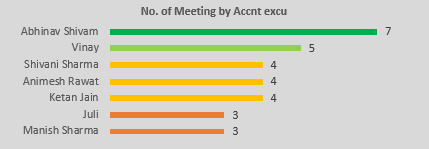 No. of Meeting by Accnt excu
Abhinav Shivam 7
Vinay 5
Shivani Sharma 4
Animesh Rawat 4
Ketan Jain 4
Juli 3
Manish Sharma 3